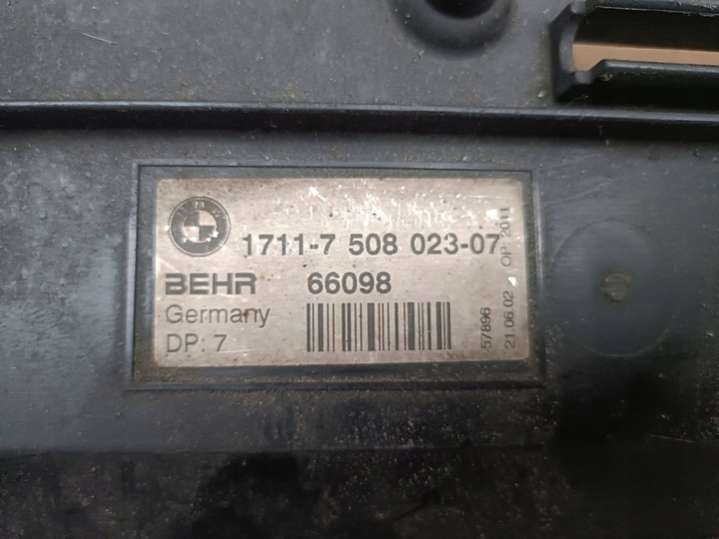 1711-7 508 023-07
BEHR 66098
Germany
DP: 7
57896
21.06.02 OP 2011